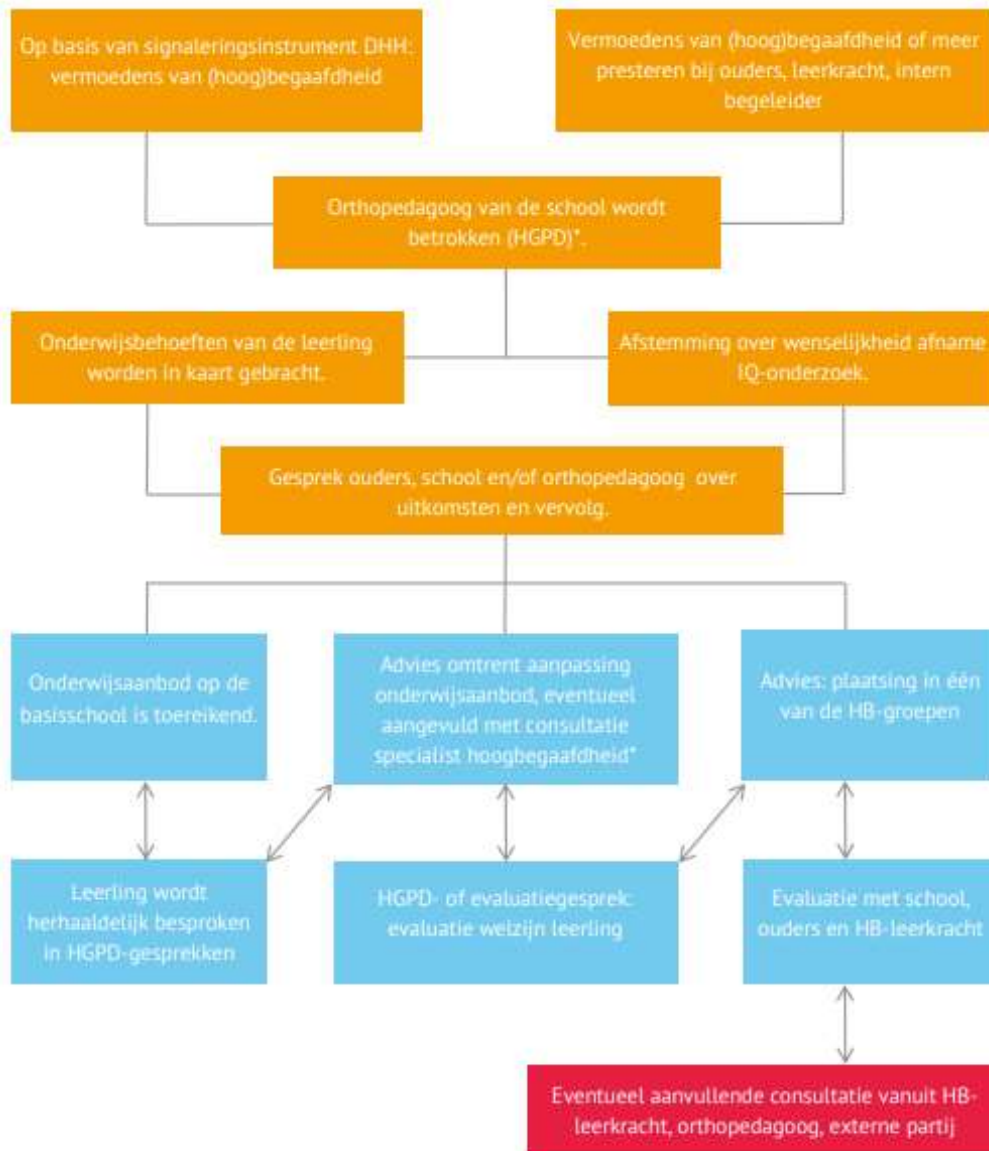 Op basis van signaleringsinstrument DHH:
vermoedens van (hoog)begaafdheid
Vermoedens van (hoog)begaafdheid of meer
presteren bij ouders, leerkracht, intern
begeleider
Orthopedagoog van de school wordt
betrokken (HGPD)*.
Onderwijsbehoeften van de leerling
worden in kaart gebracht.
Afstemming over wenselijkheid afname
IQ-onderzoek.
Gesprek ouders, school en/of orthopedagoog over
uitkomsten en vervolg.
Onderwijsaanbod op de
basisschool is toereikend.
Advies omtrent aanpassing
onderwijsaanbod, eventueel
aangevuld met consultatie
specialist hoogbegaafdheid*
Advies: plaatsing in één
van de HB-groepen
Leerling wordt
herhaaldelijk besproken
in HGPD-gesprekken
HGPD- of evaluatiegesprek:
evaluatie welzijn leerling
Evaluatie met school,
ouders en HB-leerkracht
Eventueel aanvullende consultatie vanuit HB-
leerkracht, orthopedagoog, externe partij